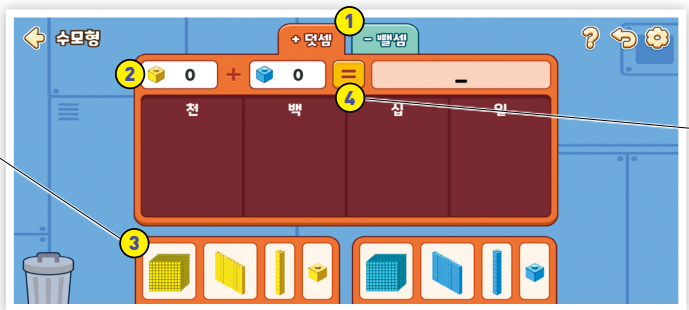 1
수모형 + 덧셈 - 뺄셈 ?
2 0 + 0 = _
4
천 백 십 일
3